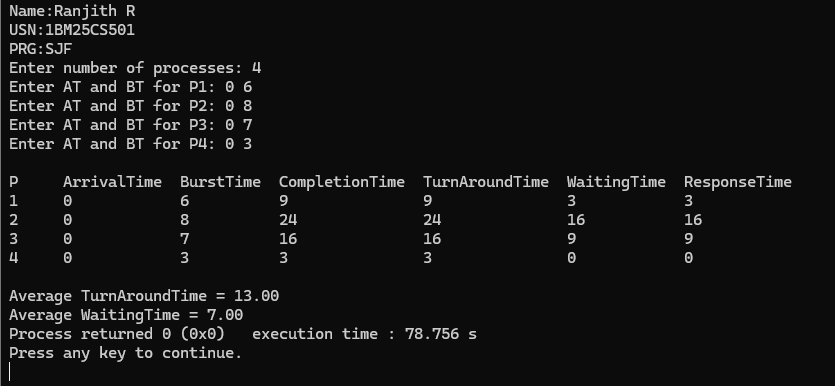 Name:Ranjith R
USN:1BM25CS501
PRG:SJF
Enter number of processes: 4
Enter AT and BT for P1: 0 6
Enter AT and BT for P2: 0 8
Enter AT and BT for P3: 0 7
Enter AT and BT for P4: 0 3
P     ArrivalTime  BurstTime  CompletionTime  TurnAroundTime  WaitingTime  ResponseTime
1     0            6          9               9               3            3
2     0            8          24              24              16           16
3     0            7          16              16              9            9
4     0            3          3               3               0            0
Average TurnAroundTime = 13.00
Average WaitingTime = 7.00
Process returned 0 (0x0)   execution time : 78.756 s
Press any key to continue.